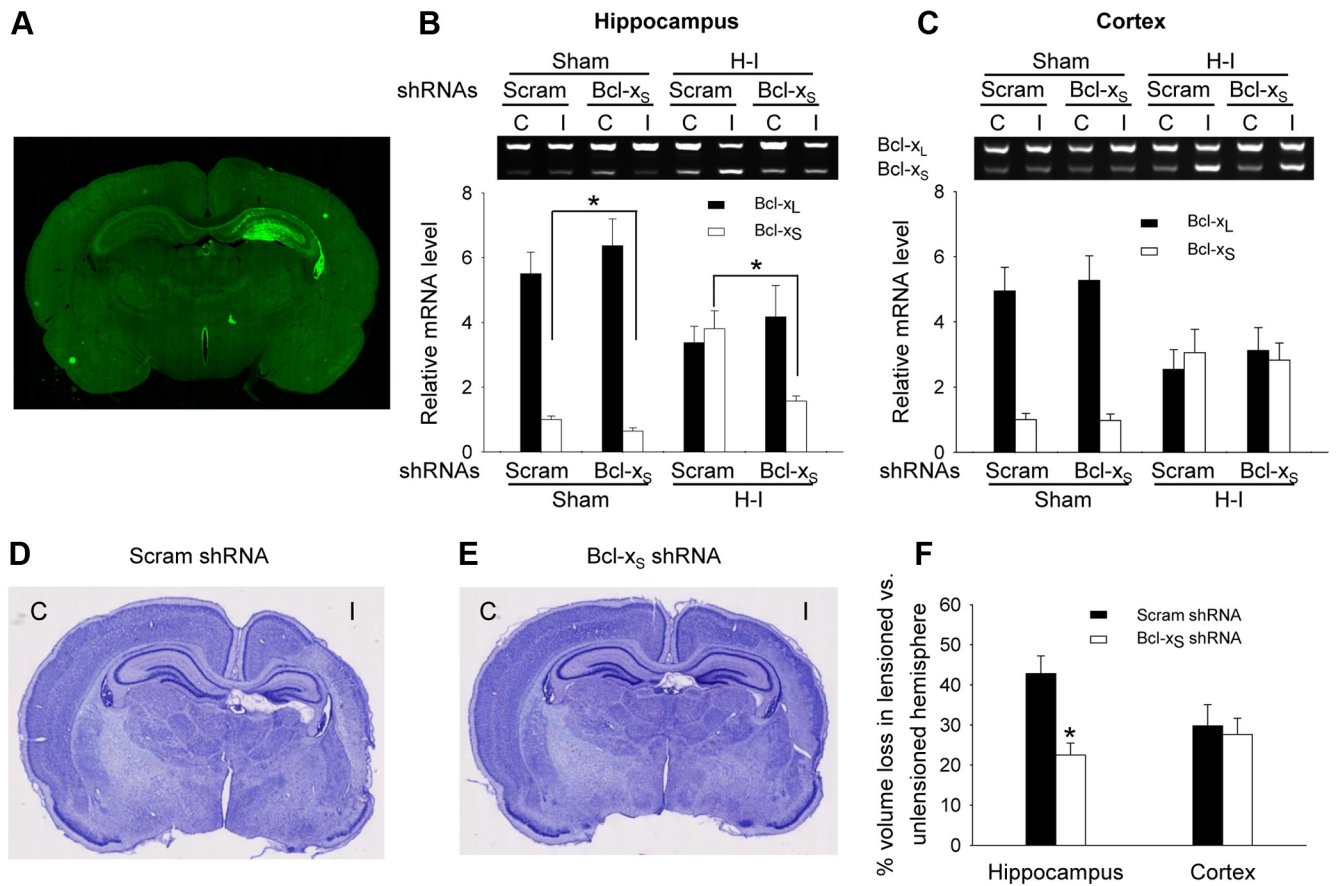 A
B
Hippocampus
Sham
H-I
shRNAs
Scram
Bcl-xS
Scram
Bcl-xS
C I C I C I C I
Relative mRNA level
8
6
4
2
0
*
*
Bcl-xL
Bcl-xS
shRNAs
Scram
Bcl-xS
Scram
Bcl-xS
Sham
H-I
C
Cortex
Sham
H-I
Scram
Bcl-xS
Scram
Bcl-xS
C I C I C I C I
Bcl-xL
Bcl-xS
Relative mRNA level
8
6
4
2
0
Bcl-xL
Bcl-xS
shRNAs
Scram
Bcl-xS
Scram
Bcl-xS
Sham
H-I
D
Scram shRNA
C
I
E
Bcl-xS shRNA
C
I
F
% volume loss in lensioned vs.
unlensioned hemisphere
60
50
40
30
20
10
0
Scram shRNA
Bcl-xS shRNA
*
Hippocampus
Cortex